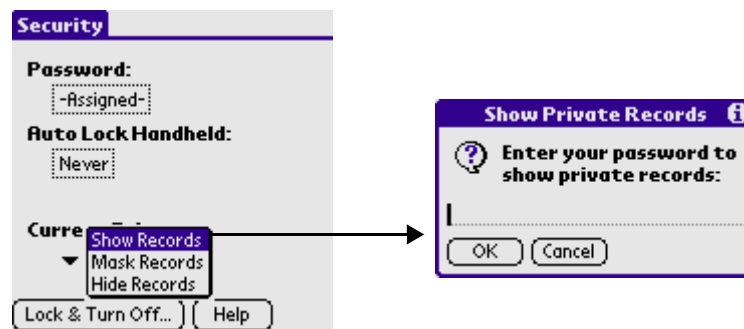 Security
Password:
-Assigned-
Auto Lock Handheld:
Never
Curre
Show Records
Mask Records
Hide Records
Lock & Turn Off...
Help
Show Private Records
Enter your password to
show private records:
OK
Cancel